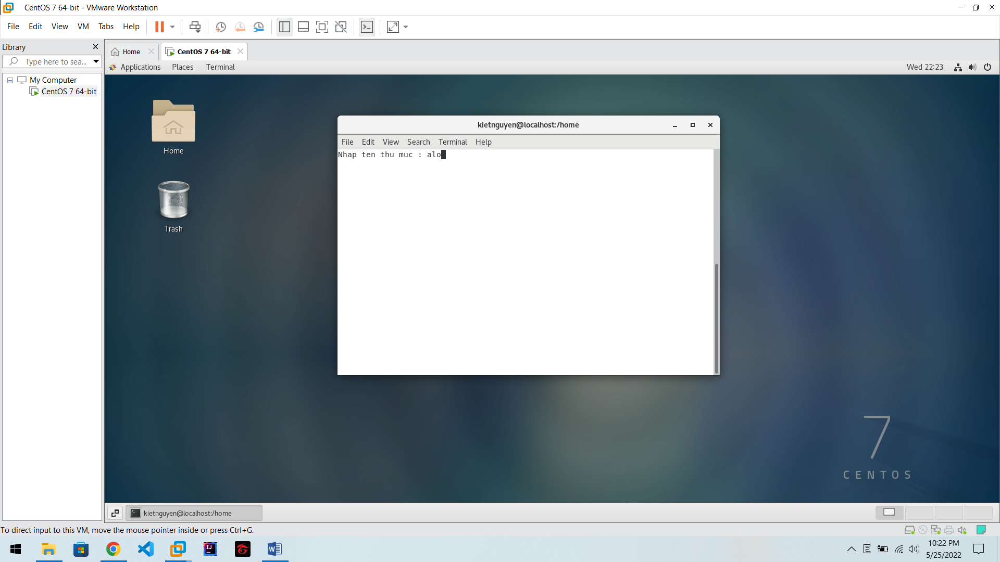 CentOS 7 64-bit - VMware Workstation
File Edit View VM Tabs Help
Library
Type here to sea...
My Computer
CentOS 7 64-bit
Home
CentOS 7 64-bit
Applications Places Terminal
Wed 22:23
Home
Trash
kietnguyen@localhost:/home
File Edit View Search Terminal Help
Nhap ten thu muc : alo
7
CENTOS
kietnguyen@localhost:/home
To direct input to this VM, move the mouse pointer inside or press Ctrl+G.
IJ
W
E
10:22 PM
5/25/2022